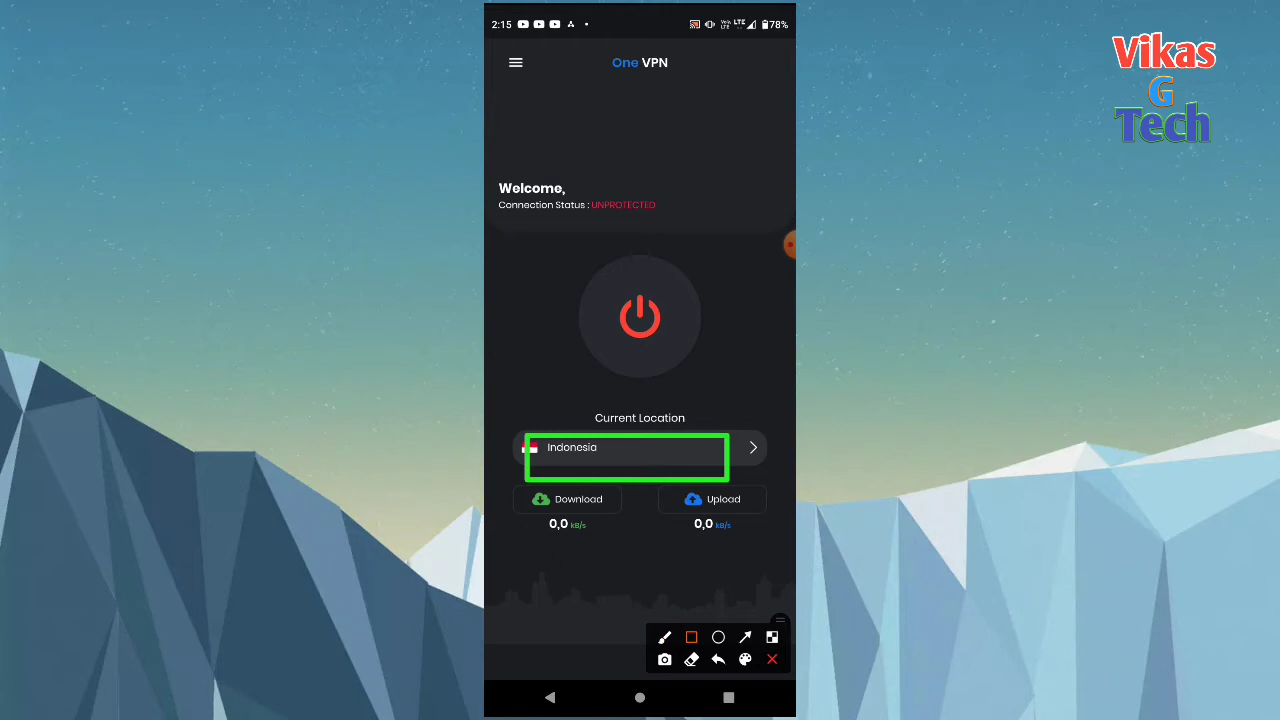 2:15
LTE
78%
One VPN
Vikas
G
Tech
Welcome,
Connection Status : UNPROTECTED
Current Location
Indonesia
Download
Upload
0,0 kB/s
0,0 kB/s